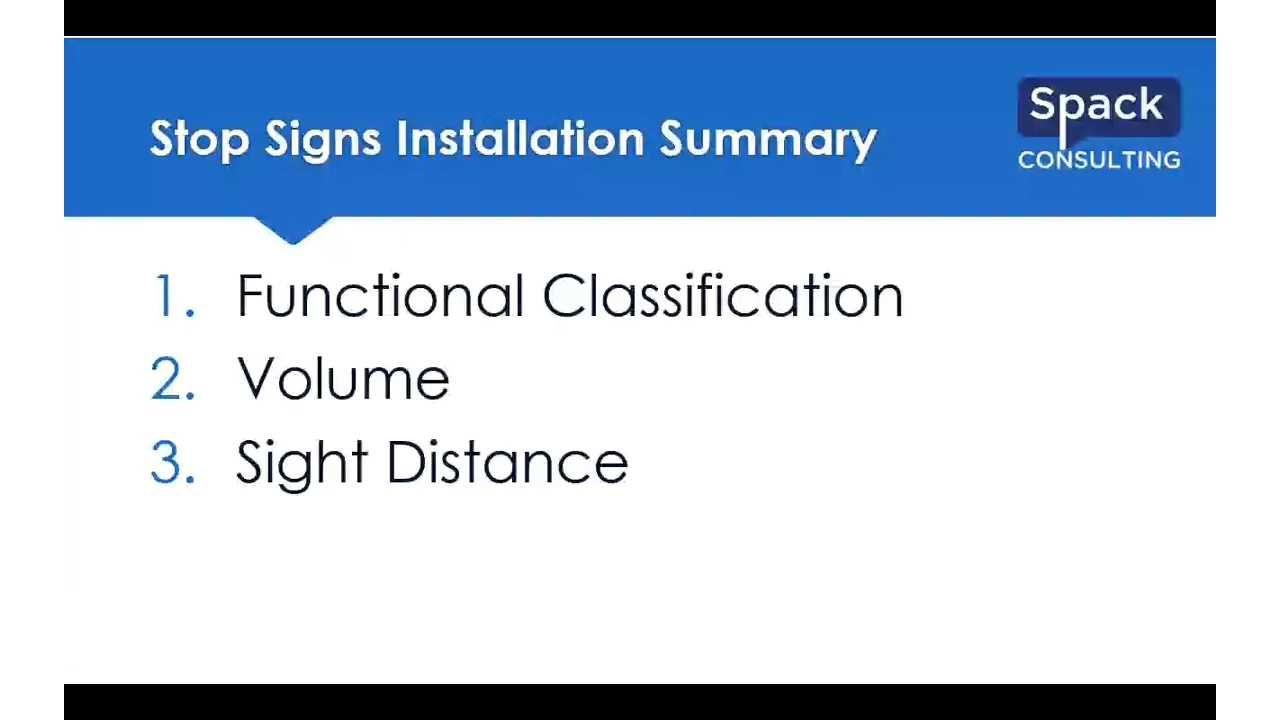 Stop Signs Installation Summary
Spack
CONSULTING
1. Functional Classification
2. Volume
3. Sight Distance